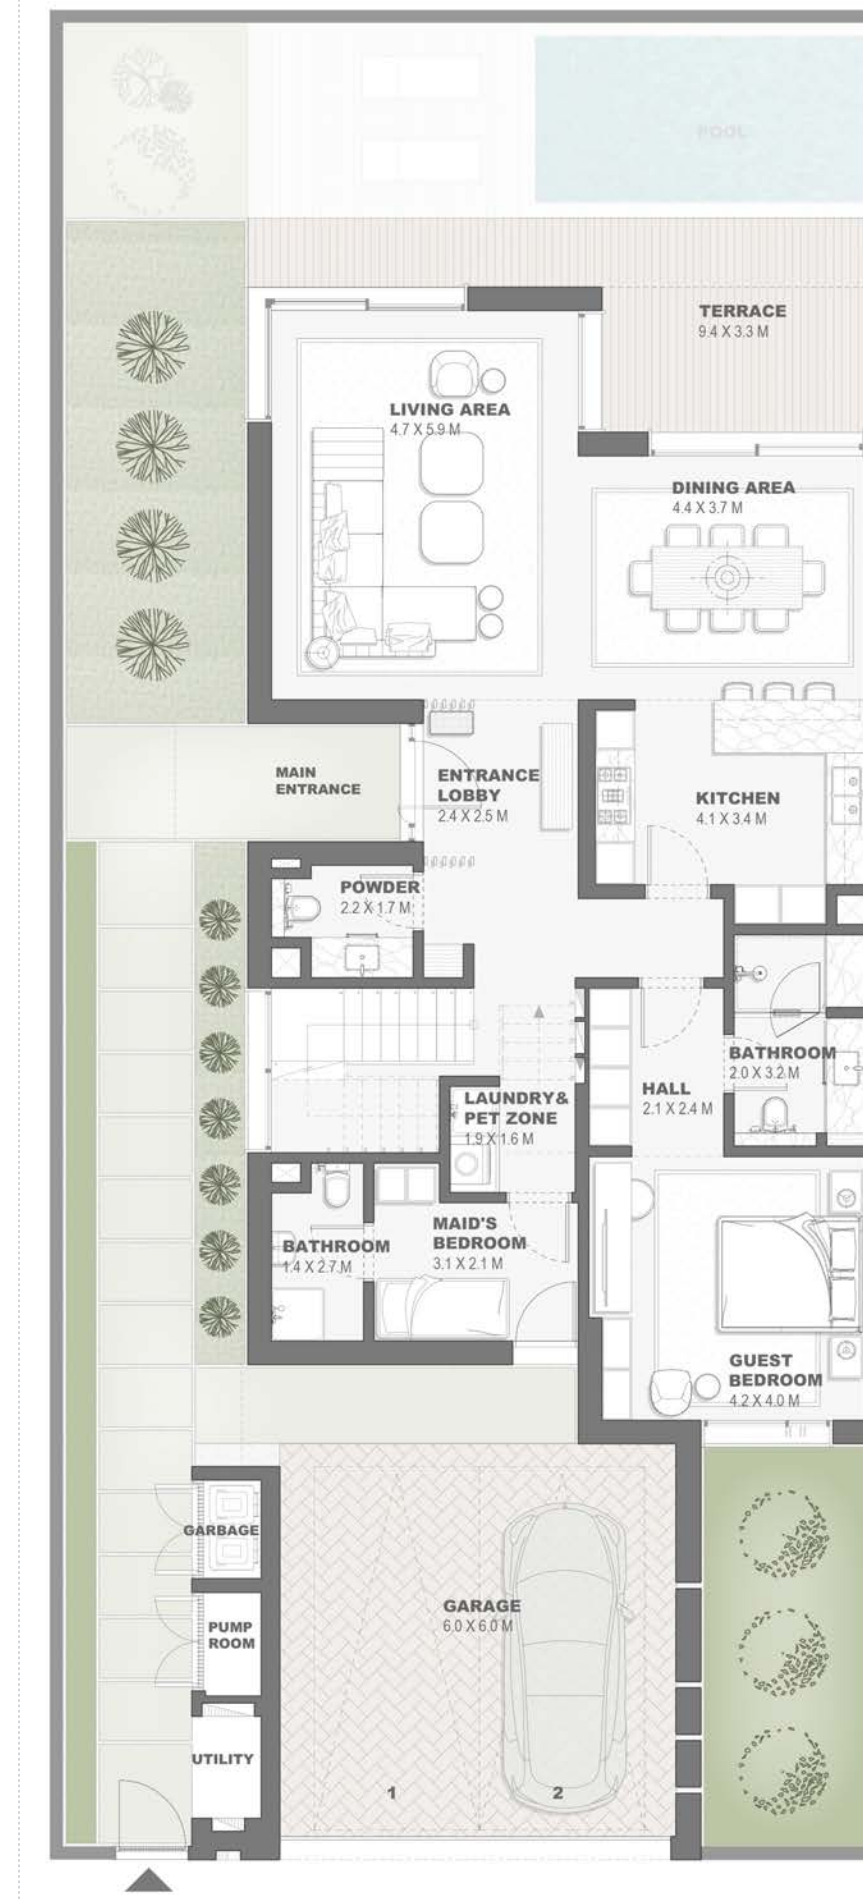 POOL
TERRACE
9.4 X 3.3 M
LIVING AREA
4.7 X 5.9 M
DINING AREA
4.4 X 3.7 M
MAIN
ENTRANCE
ENTRANCE
LOBBY
2.4 X 2.5 M
KITCHEN
4.1 X 3.4 M
POWDER
2.2 X 1.7 M
BATHROOM
2.0 X 3.2 M
HALL
2.1 X 2.4 M
LAUNDRY&
PET ZONE
1.9 X 1.6 M
MAID'S
BEDROOM
3.1 X 2.1 M
BATHROOM
1.4 X 2.7 M
GUEST
BEDROOM
4.2 X 4.0 M
GARBAGE
GARAGE
6.0 X 6.0 M
PUMP
ROOM
UTILITY
1
2